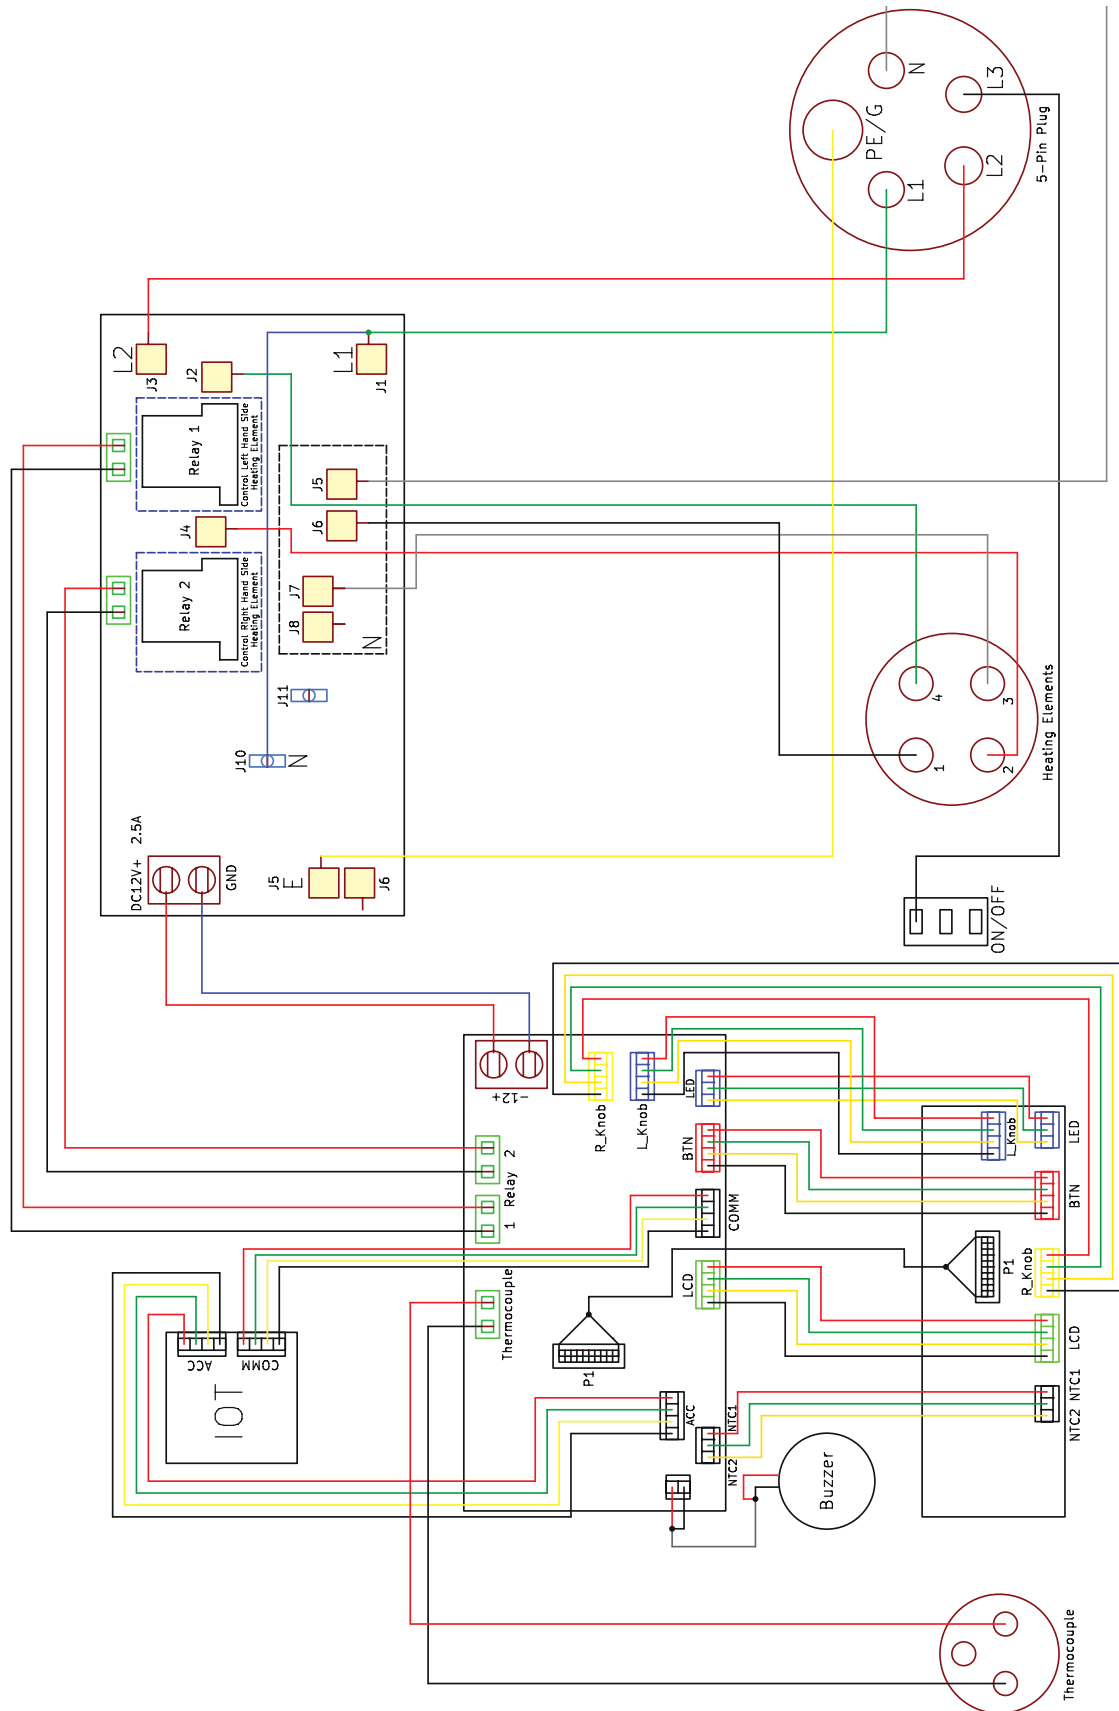 N
L3
PE/G
L1
L2
5-Pin Plug
L2
J3
J2
L1
J1
Relay 1
Control Left Hand Side
Heating ELement
J5
J4
J6
Relay 2
Control Right Hand Side
Heating ELement
J7
J8
N
J11
J10
N
4
3
1
2
Heating Elements
DC12V+ 2.5A
GND
J5
E
J6
ON/OFF
-12+
R_Knob
L_Knob
LED
BTN
COMM
LCD
Relay
1
2
Thermocouple
P1
ACC
NTC1
NTC2
L_Knob
LED
BTN
P1
R_Knob
LCD
NTC2 NTC1
ACC
COMM
IOT
Buzzer
Thermocouple